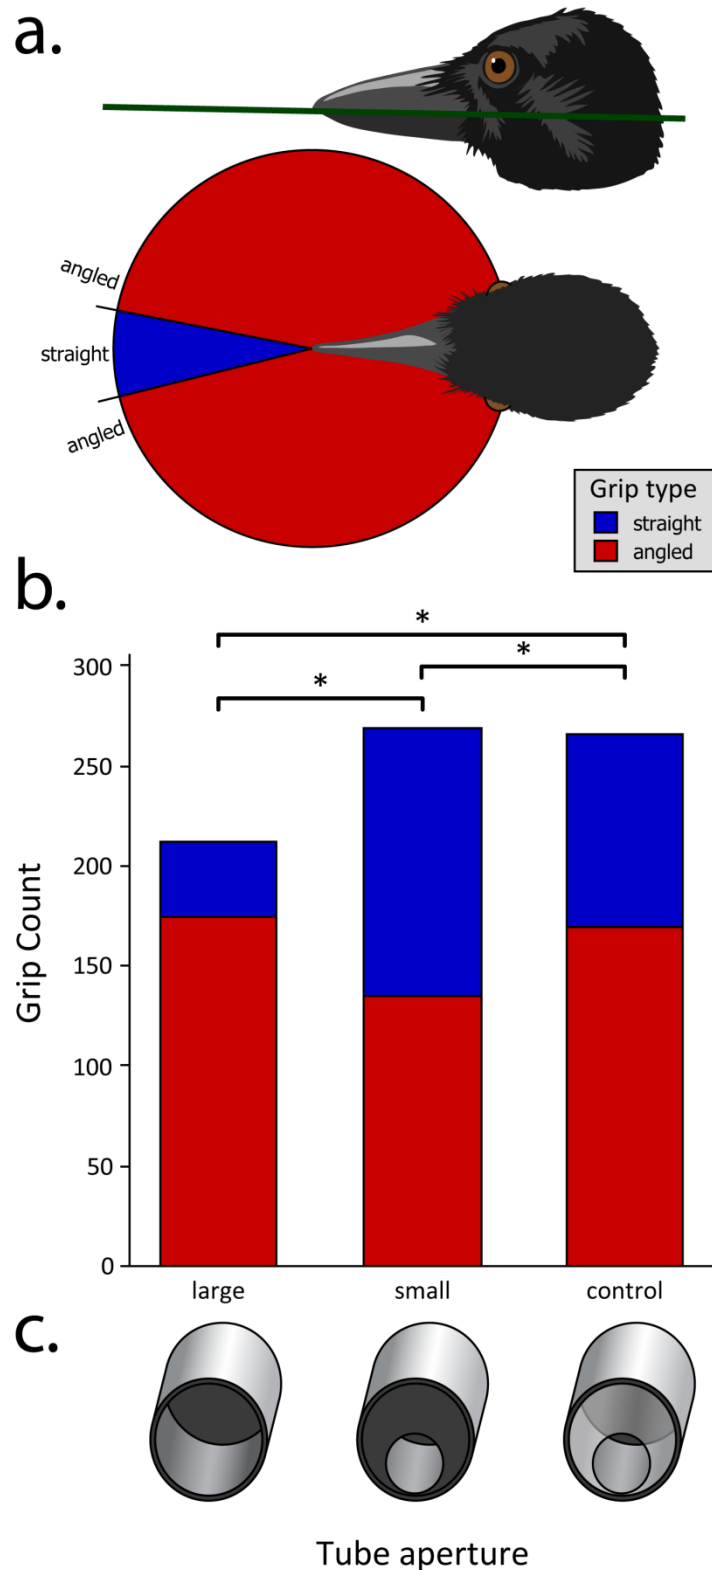 a.
angled
straight
angled
Grip type
straight
angled
b.
*
*
*
300
250
200
150
100
50
0
Grip Count
large
small
control
c.
Tube aperture